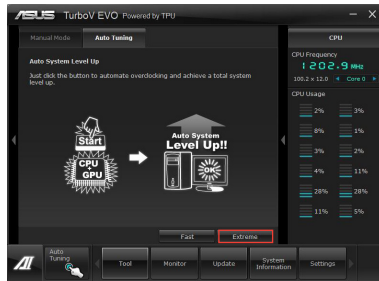 ASUS TurboV EVO Powered by TPU
Manual Mode Auto Tuning
CPU
Auto System Level Up
Just click the button to automate overclocking and achieve a total system
level up.
Start
CPU
+
GPU
Auto System
Level Up!!
OK
Fast Extreme
CPU Frequency
1202.9 MHz
100.2 x 12.0 Core 0
CPU Usage
2% 3%
8% 1%
3% 2%
4% 11%
28% 28%
11% 5%
Auto
Tuning
Tool Monitor Update System
Information Settings